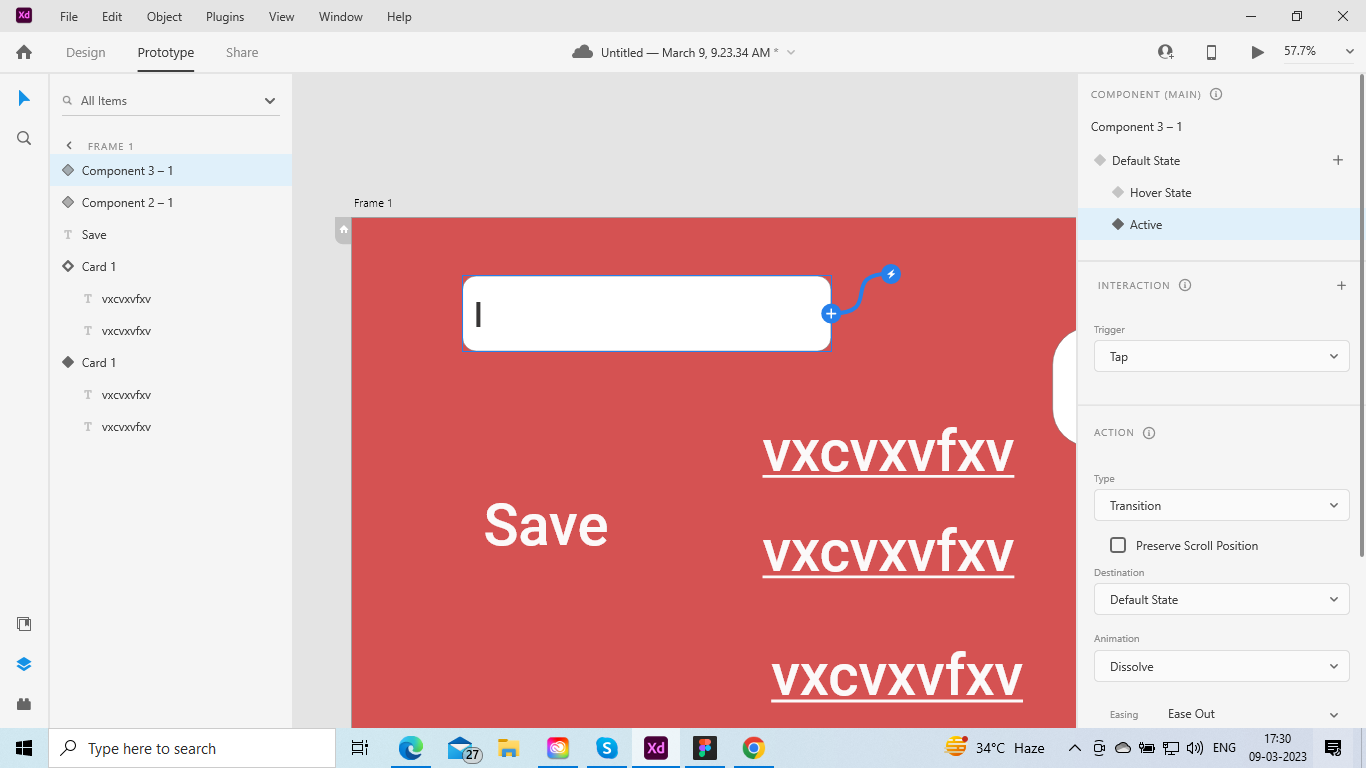 Xd File Edit Object Plugins View Window Help
Design Prototype Share Untitled — March 9, 9.23.34 AM * 57.7%
All Items
FRAME 1
Component 3 – 1
Component 2 – 1
T Save
Card 1
T vxcvxvfxv
T vxcvxvfxv
Card 1
T vxcvxvfxv
T vxcvxvfxv
Frame 1
Save
vxcvxvfxv
vxcvxvfxv
vxcvxvfxv
COMPONENT (MAIN)
Component 3 – 1
Default State
Hover State
Active
INTERACTION
Trigger
Tap
ACTION
Type
Transition
Preserve Scroll Position
Destination
Default State
Animation
Dissolve
Easing Ease Out
Type here to search 27 Xd 34°C Haze ENG 17:30
09-03-2023